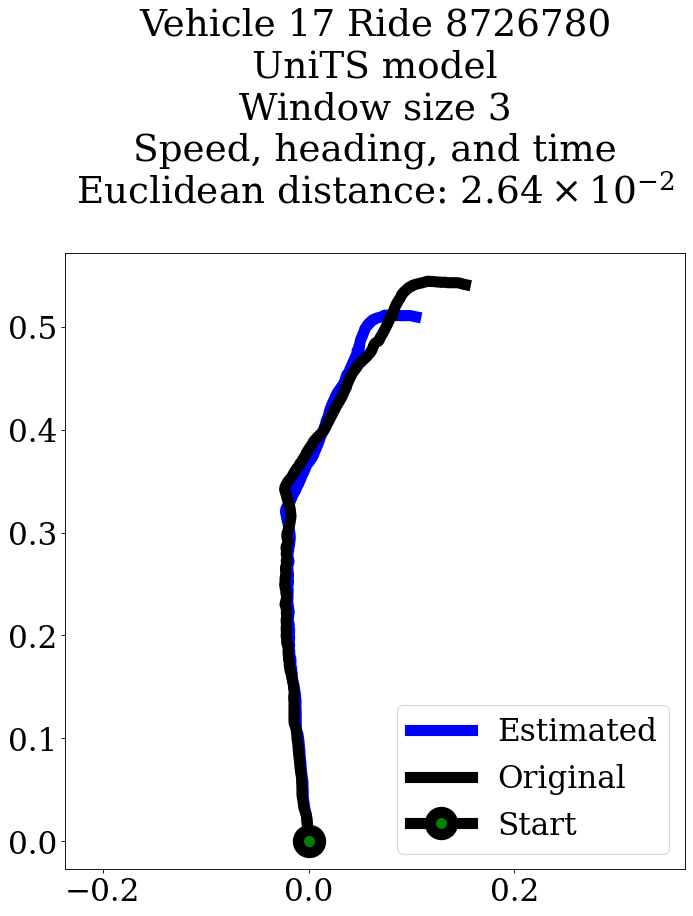 Vehicle 17 Ride 8726780
UniTS model
Window size 3
Speed, heading, and time
Euclidean distance: 2.64 × 10⁻²
0.5
0.4
0.3
0.2
0.1
0.0
Estimated
Original
Start
−0.2 0.0 0.2